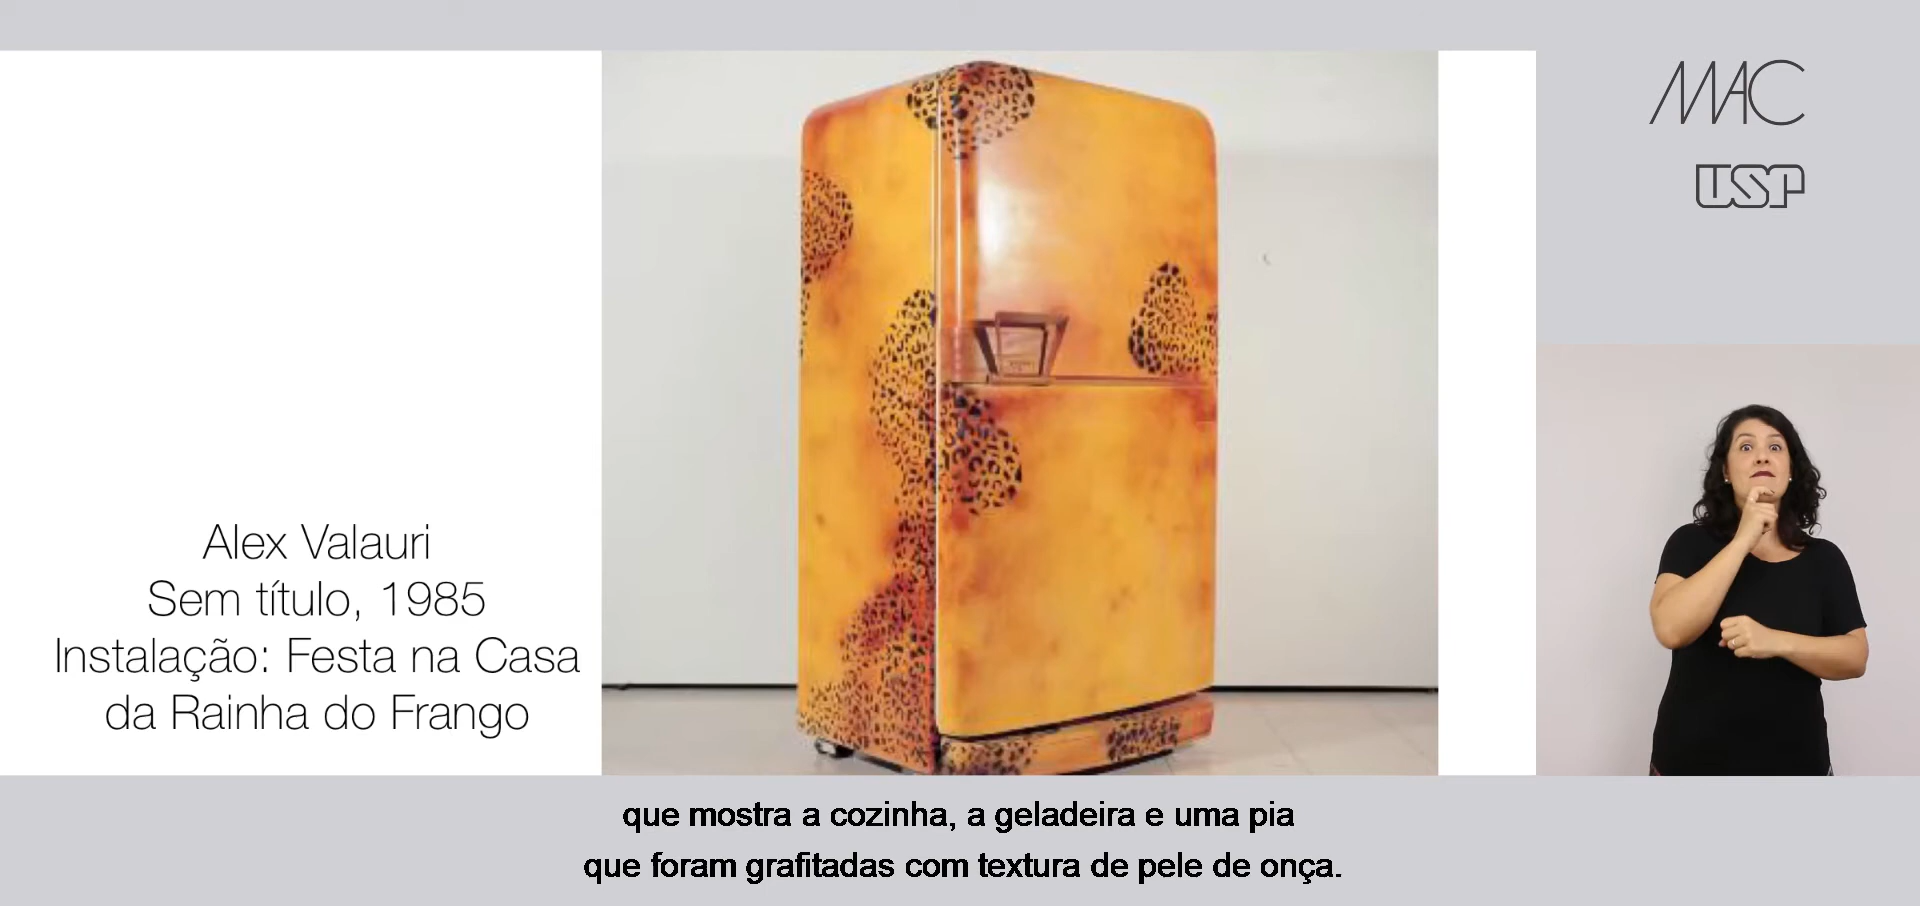 MAC
USP
Alex Valauri
Sem título, 1985
Instalação: Festa na Casa
da Rainha do Frango
que mostra a cozinha, a geladeira e uma pia
que foram grafitadas com textura de pele de onça.